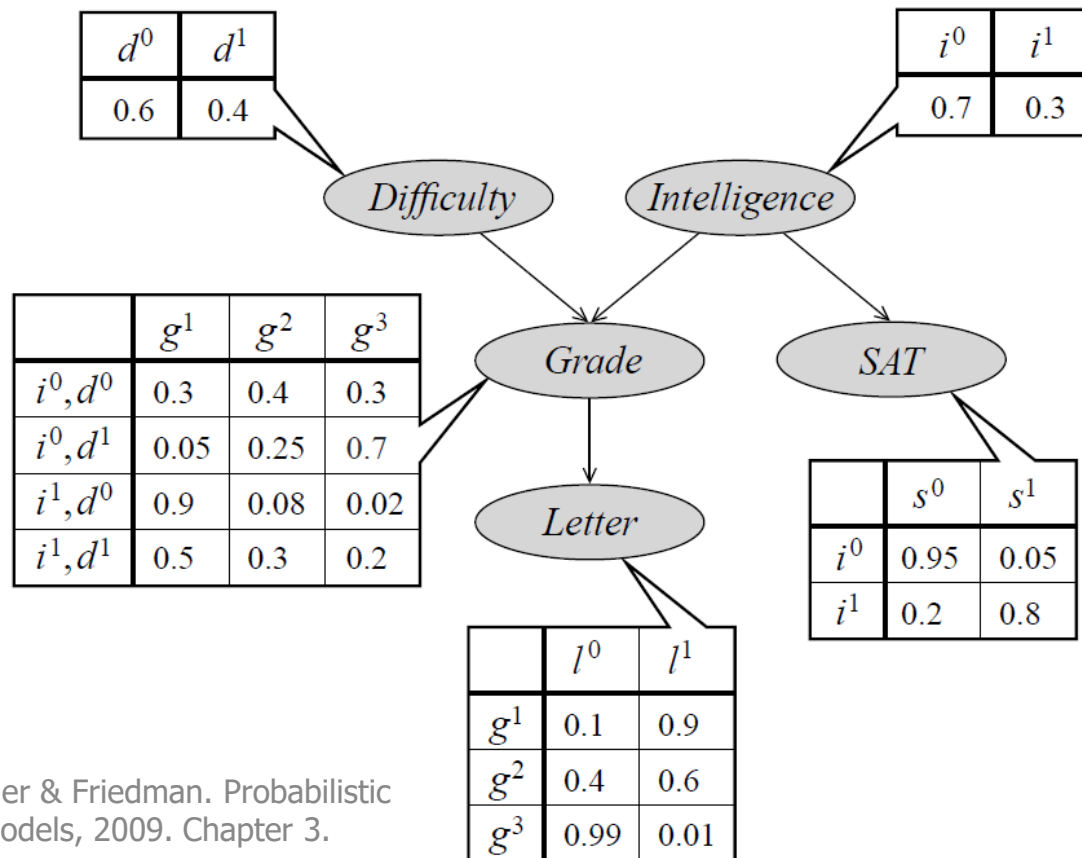 d⁰ d¹
0.6 0.4
i⁰ i¹
0.7 0.3
Difficulty
Intelligence
g¹ g² g³
i⁰,d⁰ 0.3 0.4 0.3
i⁰,d¹ 0.05 0.25 0.7
i¹,d⁰ 0.9 0.08 0.02
i¹,d¹ 0.5 0.3 0.2
Grade
SAT
Letter
s⁰ s¹
i⁰ 0.95 0.05
i¹ 0.2 0.8
l⁰ l¹
g¹ 0.1 0.9
g² 0.4 0.6
g³ 0.99 0.01
er & Friedman. Probabilistic
odels, 2009. Chapter 3.